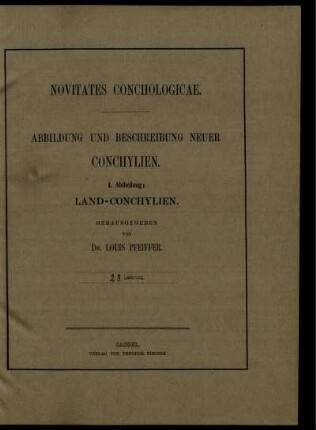 NOVITATES CONCHOLOGICAE.
ABBILDUNG UND BESCHREIBUNG NEUER
CONCHYLIEN.
I. Abtheilung:
LAND-CONCHYLIEN.
HERAUSGEGEBEN
VON
DR. LOUIS PFEIFFER.
LIEFERUNG.
CASSEL,
VERLAG VON THEODOR FISCHER.